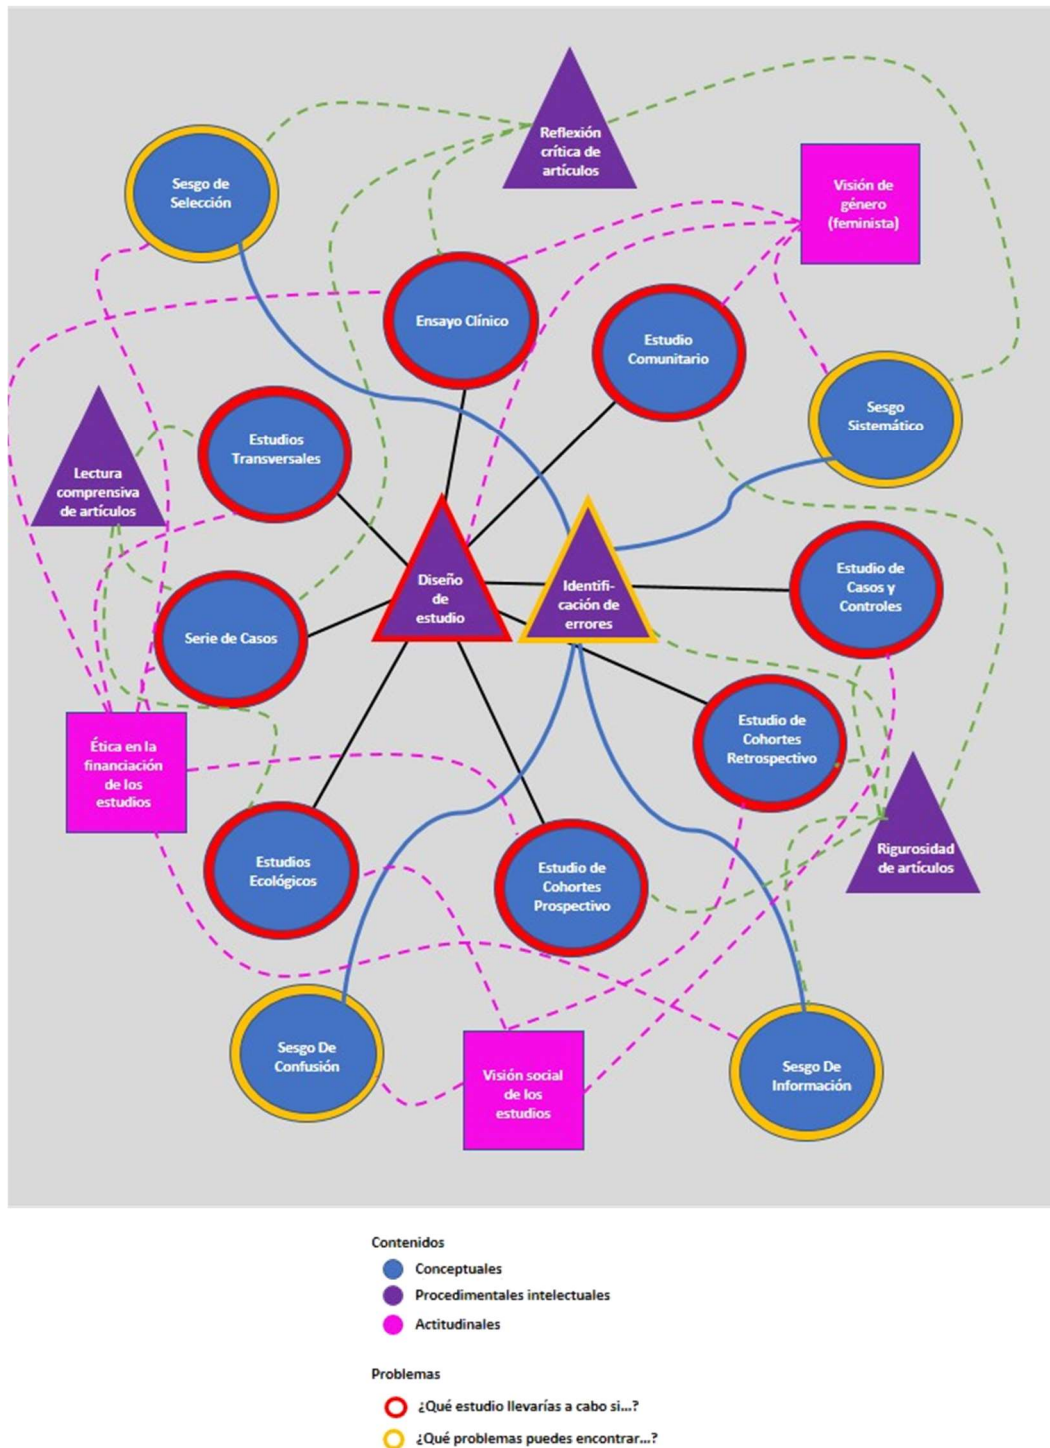 Reflexión
crítica de
artículos
Sesgo de
Selección
Visión de
género
(feminista)
Ensayo Clínico
Estudio
Comunitario
Sesgo
Sistemático
Estudios
Transversales
Lectura
comprensiva
de artículos
Diseño
de
estudio
Identifi-
cación de
errores
Estudio de
Casos y
Controles
Serie de Casos
Estudio de
Cohortes
Retrospectivo
Ética en la
financiación
de los
estudios
Rigurosidad
de artículos
Estudios
Ecológicos
Estudio de
Cohortes
Prospectivo
Sesgo De
Confusión
Visión social
de los
estudios
Sesgo De
Información
Contenidos
Conceptuales
Procedimentales intelectuales
Actitudinales
Problemas
¿Qué estudio llevarías a cabo si...?
¿Qué problemas puedes encontrar...?